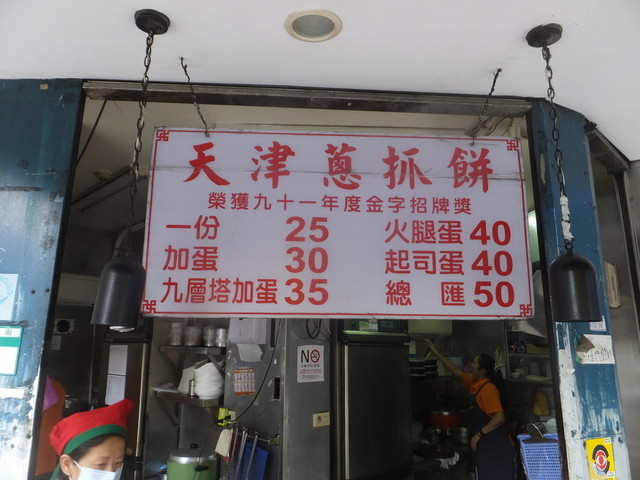 天津蔥抓餅
榮獲九十一年度金字招牌獎
一份 25 火腿蛋 40
加蛋 30 起司蛋 40
九層塔加蛋 35 總匯 50
NO
SMOKING